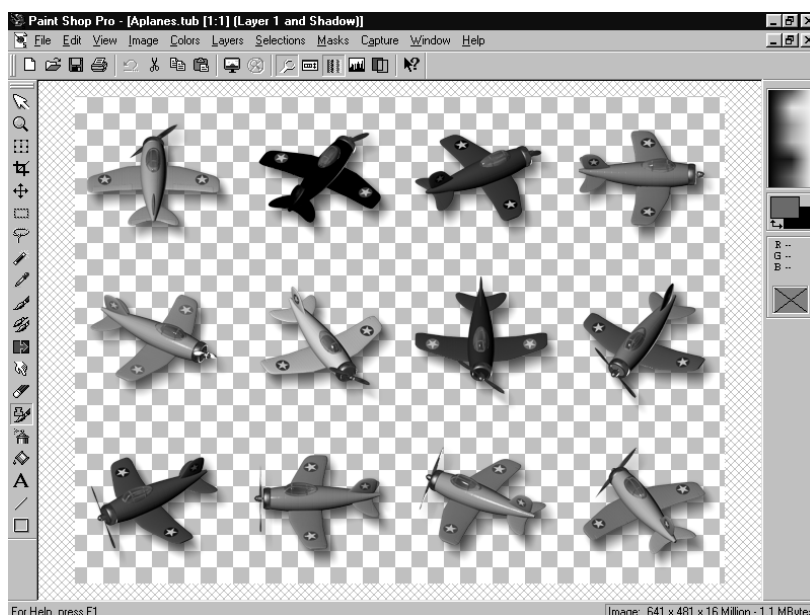 Paint Shop Pro - [Aplanes.tub [1:1] (Layer 1 and Shadow)]
File Edit View Image Colors Layers Selections Masks Capture Window Help
R --
G --
B --
A
For Help, press F1
Image: 641 x 481 x 16 Million - 1.1 MBytes